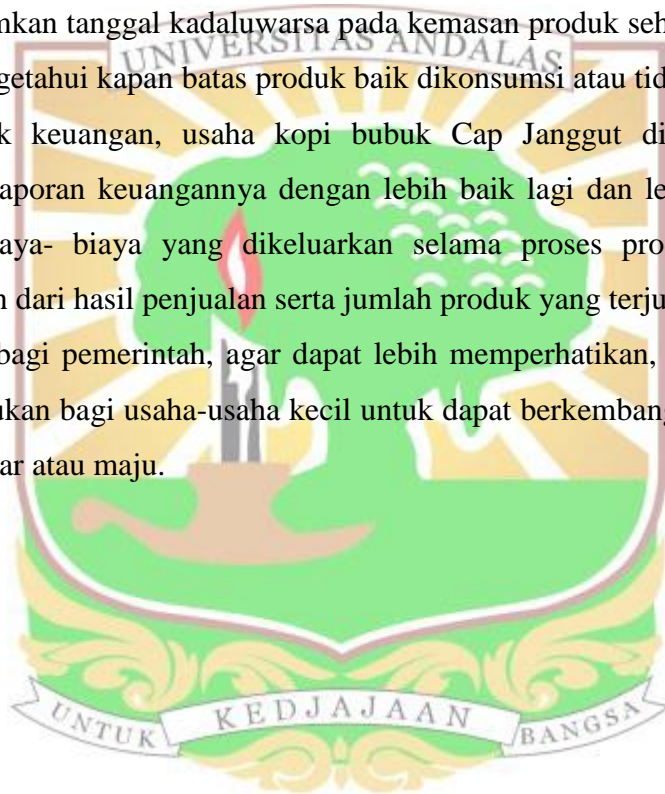 mkan tanggal kadaluwarsa pada kemasan produk seh
UNIVERSITAS ANDALAS
getahui kapan batas produk baik dikonsumsi atau tid
k keuangan, usaha kopi bubuk Cap Janggut di
aporan keuangannya dengan lebih baik lagi dan le
aya- biaya yang dikeluarkan selama proses pro
n dari hasil penjualan serta jumlah produk yang terju
bagi pemerintah, agar dapat lebih memperhatikan,
ukan bagi usaha-usaha kecil untuk dapat berkembang
ar atau maju.
UNTUK KEDJAJAAN BANGSA